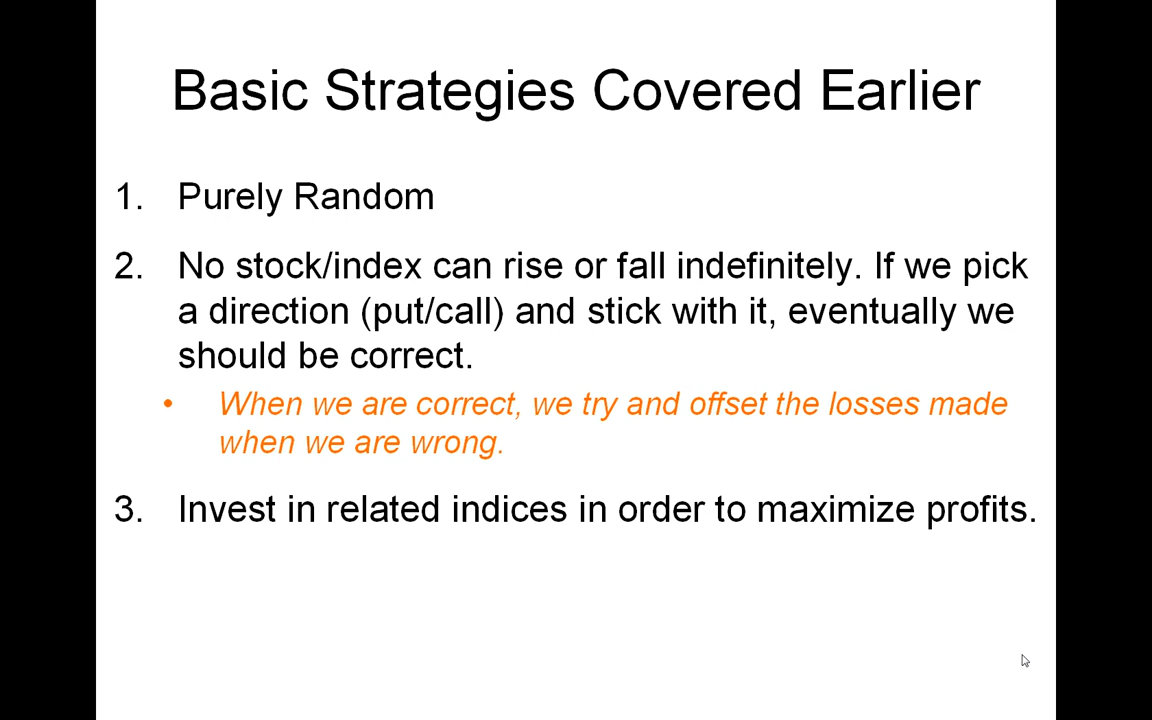 Basic Strategies Covered Earlier
1. Purely Random
2. No stock/index can rise or fall indefinitely. If we pick
a direction (put/call) and stick with it, eventually we
should be correct.
• When we are correct, we try and offset the losses made
when we are wrong.
3. Invest in related indices in order to maximize profits.